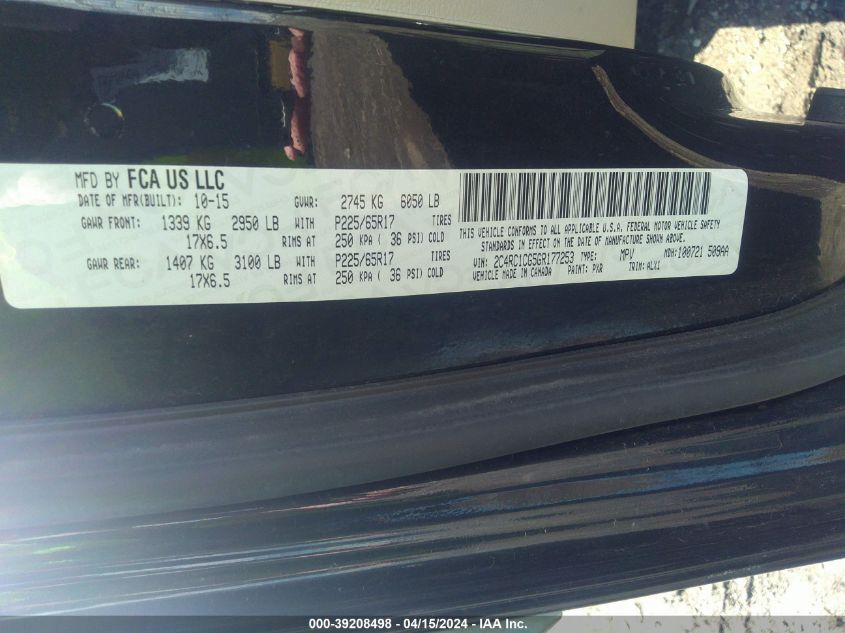 MFD BY FCA US LLC
DATE OF MFR(BUILT): 10-15 GVWR: 2745 KG 6050 LB
GAWR FRONT: 1339 KG 2950 LB WITH P225/65R17 TIRES
17X6.5 RIMS AT 250 KPA ( 36 PSI) COLD
GAWR REAR: 1407 KG 3100 LB WITH P225/65R17 TIRES
17X6.5 RIMS AT 250 KPA ( 36 PSI) COLD
THIS VEHICLE CONFORMS TO ALL APPLICABLE U.S.A. FEDERAL MOTOR VEHICLE SAFETY
STANDARDS IN EFFECT ON THE DATE OF MANUFACTURE SHOWN ABOVE.
VIN: 2C4RC1CG5GR177253 TYPE: MPV MDH: 100721 509AA
VEHICLE MADE IN CANADA PAINT: PXR TRIM: ALX1
000-39208498 - 04/15/2024 - IAA Inc.